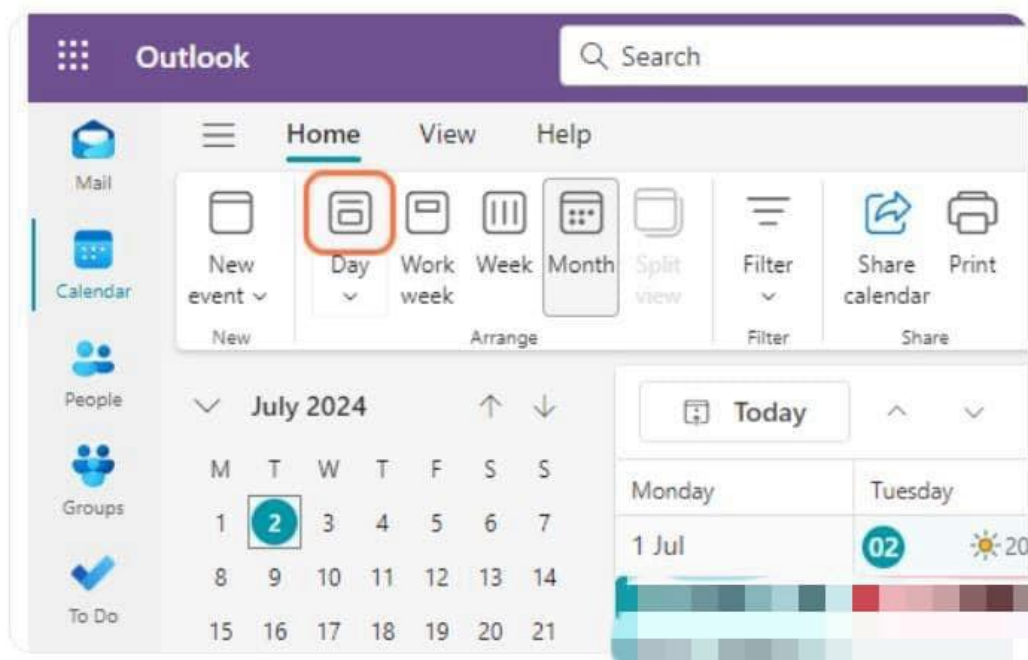 Outlook
Search
Home View Help
Mail
New event
Day
Work week
Week
Month
Split view
Filter
Share calendar
Print
New
Arrange
Filter
Share
Calendar
People
Groups
To Do
July 2024
M T W T F S S
1 2 3 4 5 6 7
8 9 10 11 12 13 14
15 16 17 18 19 20 21
Today
Monday Tuesday
1 Jul 02 20